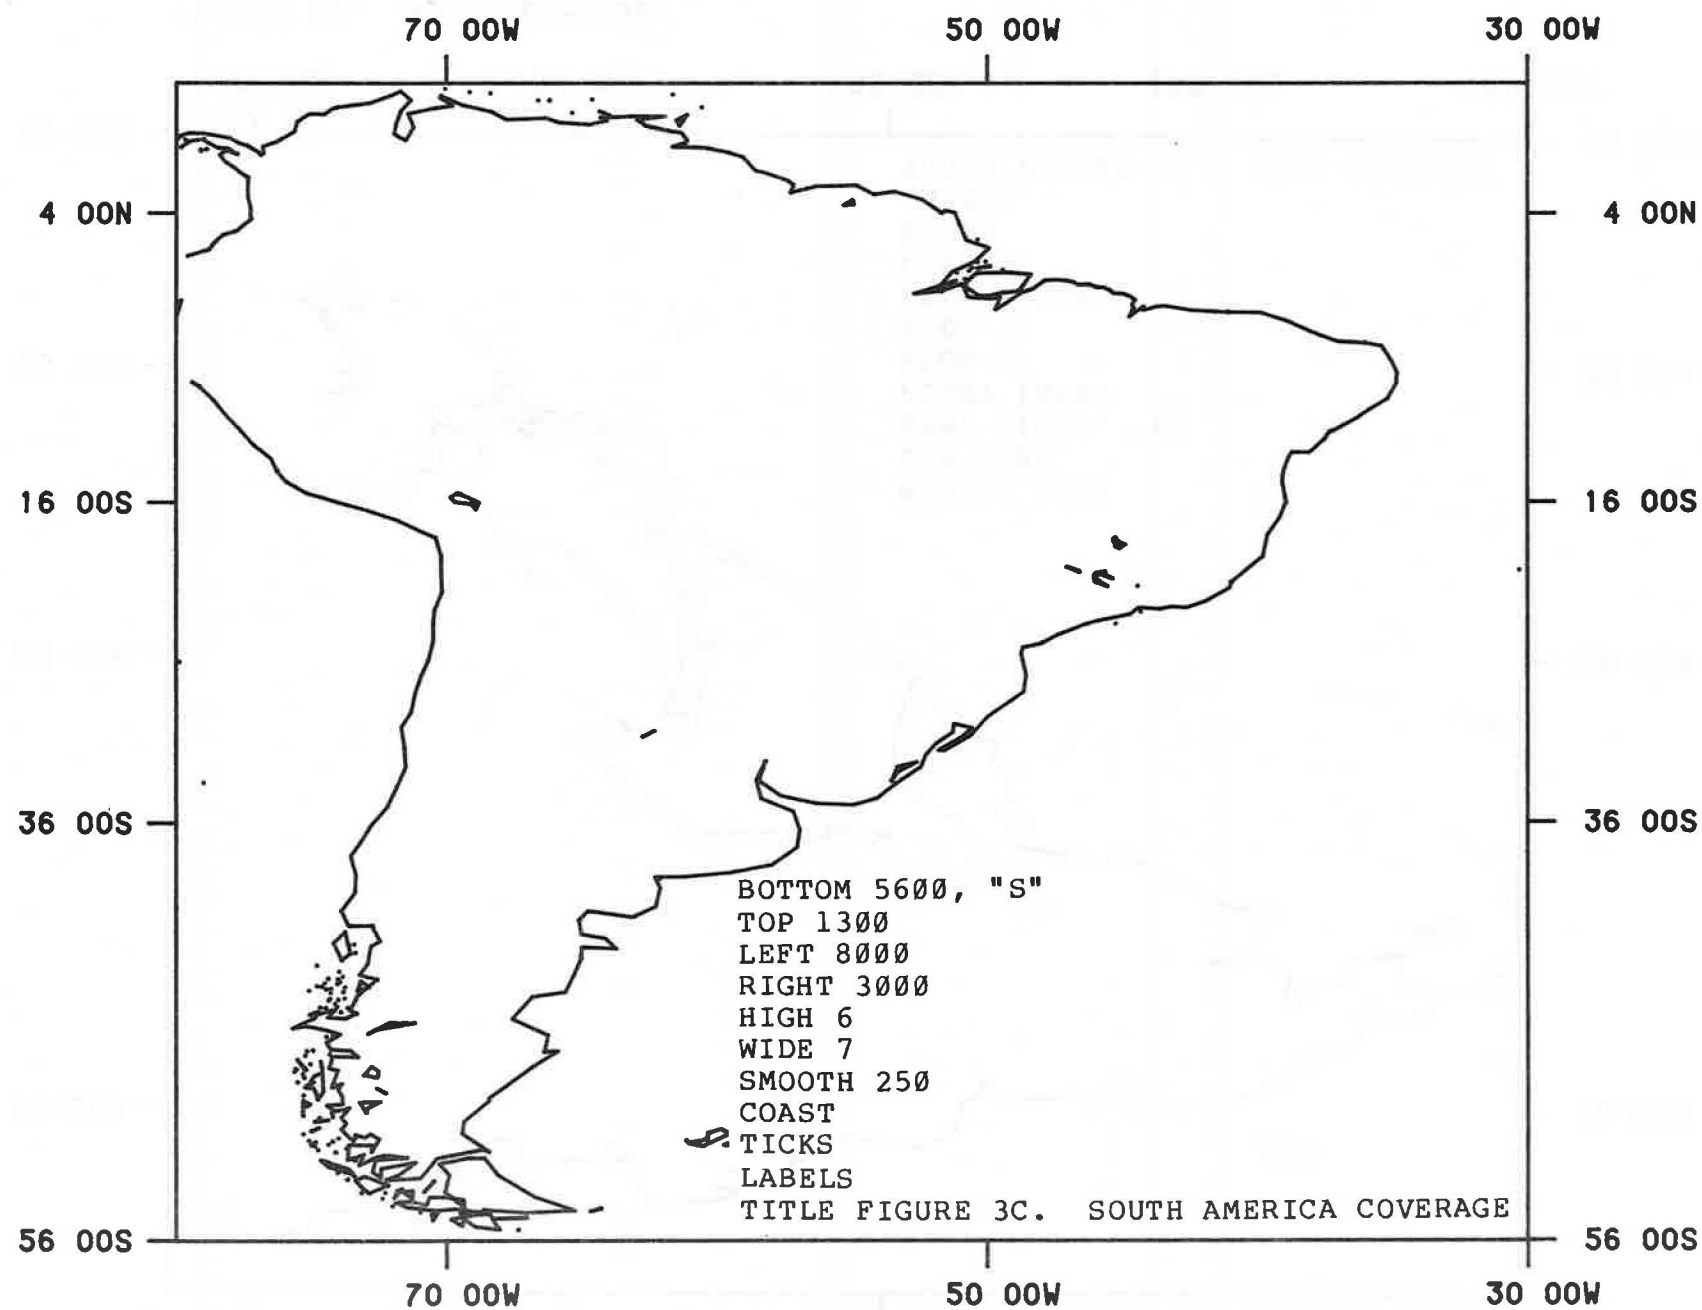 70 00W 50 00W 30 00W
4 00N 4 00N
16 00S 16 00S
36 00S 36 00S
BOTTOM 5600, "S"
TOP 1300
LEFT 8000
RIGHT 3000
HIGH 6
WIDE 7
SMOOTH 250
COAST
TICKS
LABELS
TITLE FIGURE 3C. SOUTH AMERICA COVERAGE
56 00S 56 00S
70 00W 50 00W 30 00W